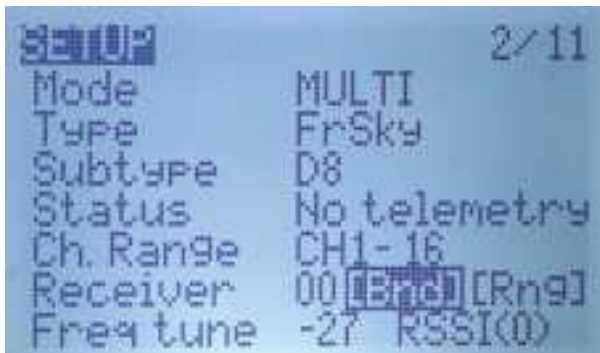 SETUP 2/11
Mode MULTI
Type FrSky
Subtype D8
Status No telemetry
Ch. Range CH1-16
Receiver 00 [Bnd] [Rng]
Freq tune -27 RSSI(0)